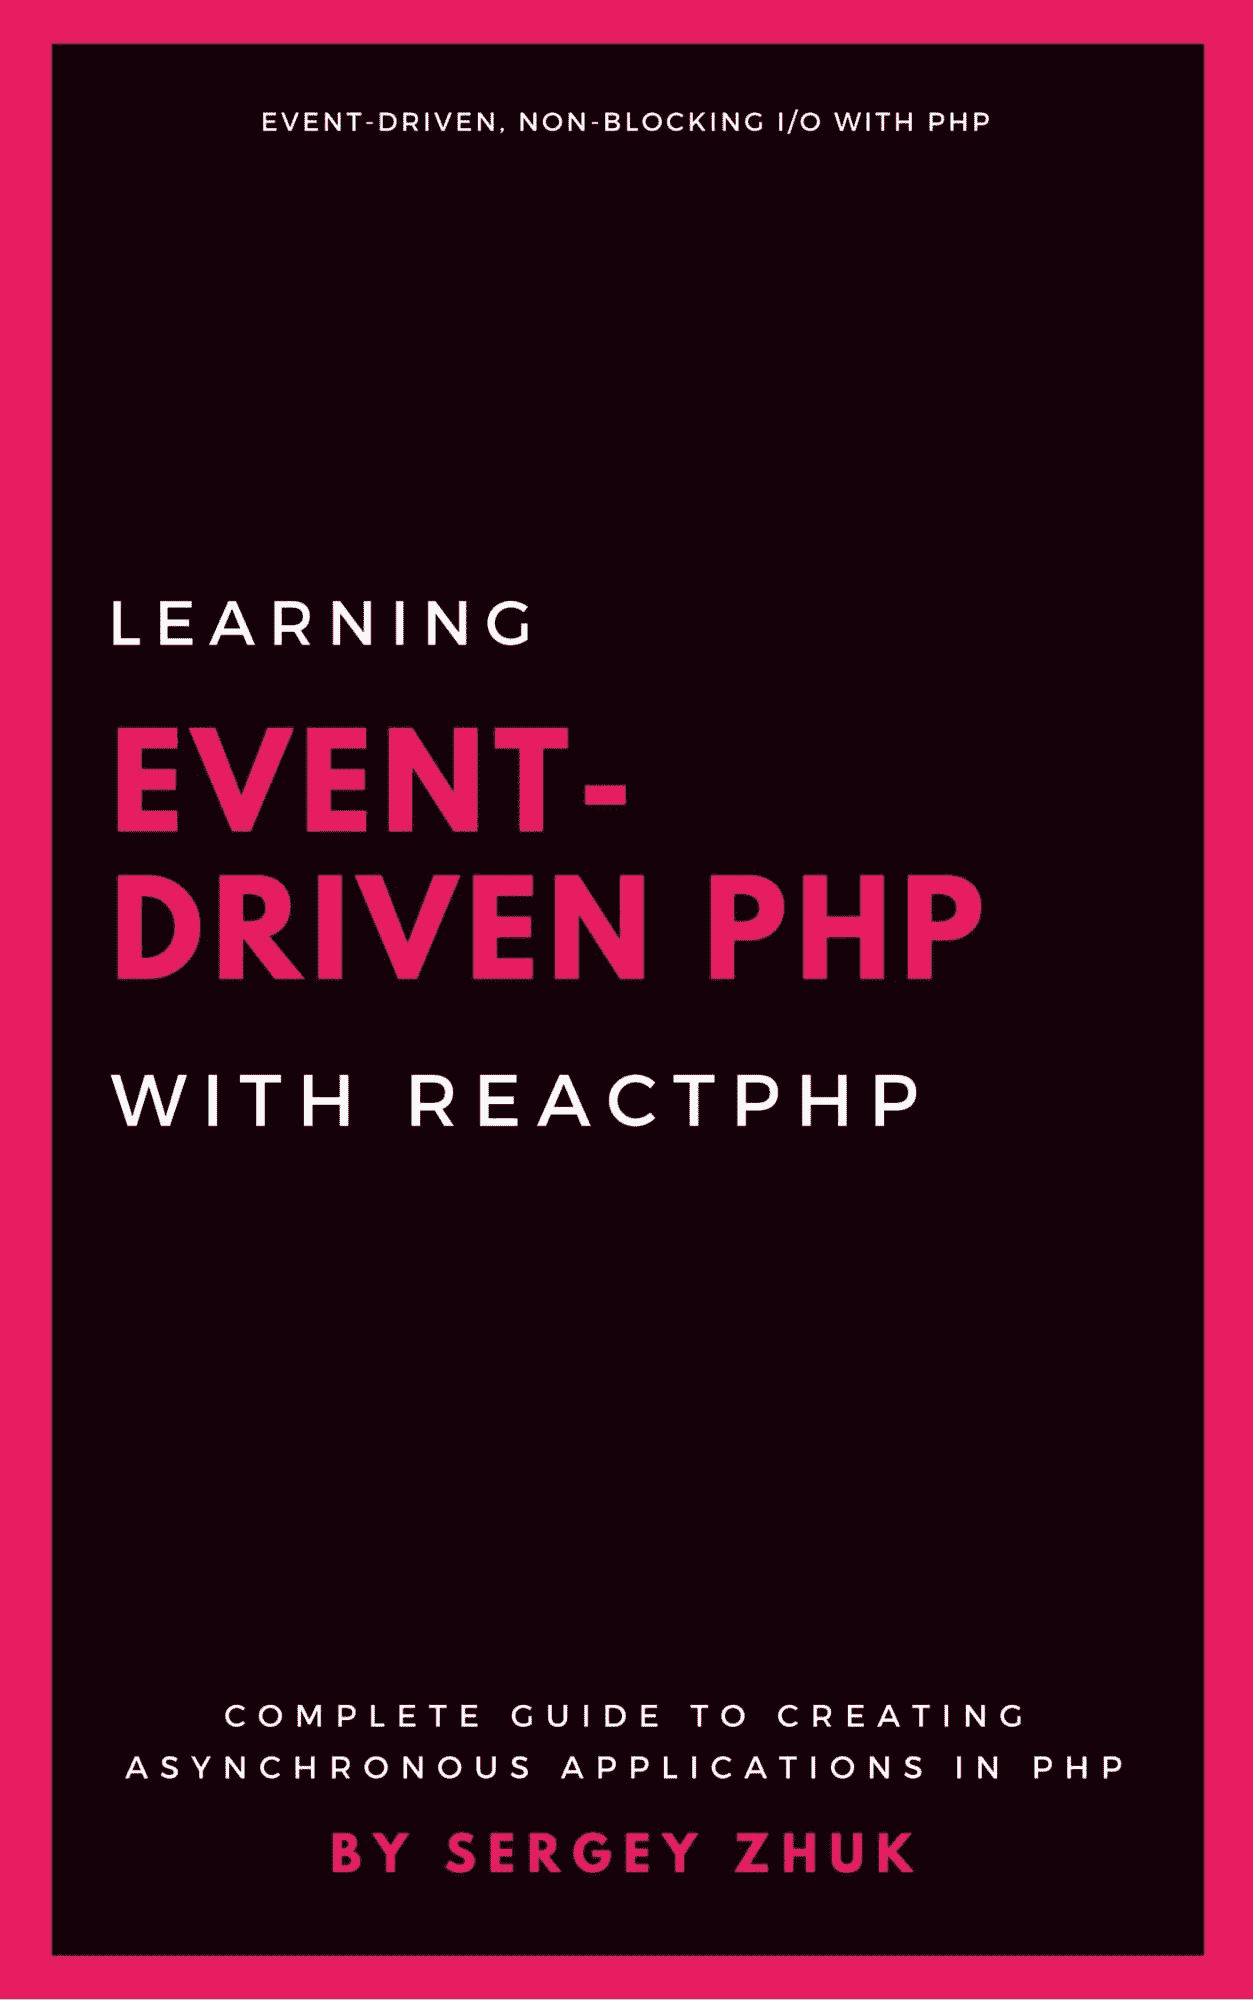 EVENT-DRIVEN, NON-BLOCKING I/O WITH PHP
LEARNING
EVENT-
DRIVEN PHP
WITH REACTPHP
COMPLETE GUIDE TO CREATING
ASYNCHRONOUS APPLICATIONS IN PHP
BY SERGEY ZHUK